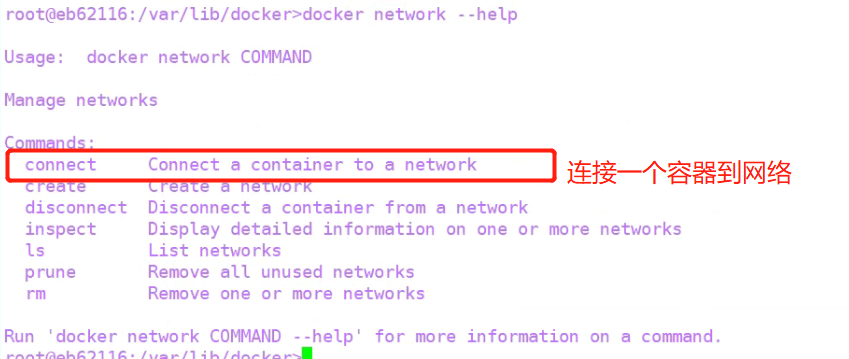 root@eb62116:/var/lib/docker>docker network --help
Usage:  docker network COMMAND
Manage networks
Commands:
connect     Connect a container to a network
连接一个容器到网络
create      Create a network
disconnect  Disconnect a container from a network
inspect     Display detailed information on one or more networks
ls          List networks
prune       Remove all unused networks
rm          Remove one or more networks
Run 'docker network COMMAND --help' for more information on a command.
root@eb62116:/var/lib/docker>